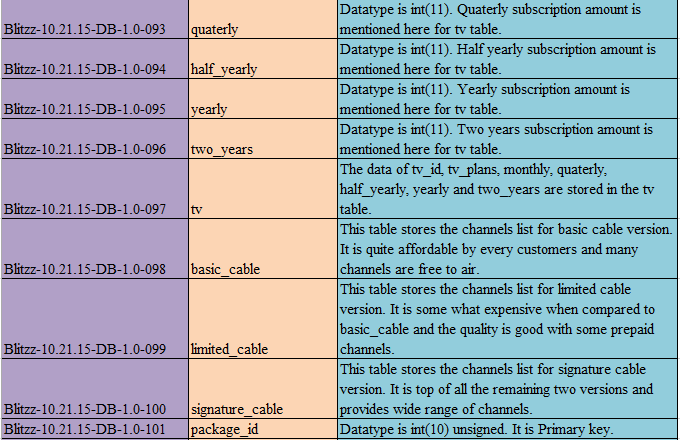 Blitzz-10.21.15-DB-1.0-093 quaterly Datatype is int(11). Quaterly subscription amount is
mentioned here for tv table.
Blitzz-10.21.15-DB-1.0-094 half_yearly Datatype is int(11). Half yearly subscription amount is
mentioned here for tv table.
Blitzz-10.21.15-DB-1.0-095 yearly Datatype is int(11). Yearly subscription amount is
mentioned here for tv table.
Blitzz-10.21.15-DB-1.0-096 two_years Datatype is int(11). Two years subscription amount is
mentioned here for tv table.
Blitzz-10.21.15-DB-1.0-097 tv The data of tv_id, tv_plans, monthly, quaterly,
half_yearly, yearly and two_years are stored in the tv
table.
Blitzz-10.21.15-DB-1.0-098 basic_cable This table stores the channels list for basic cable version.
It is quite affordable by every customers and many
channels are free to air.
Blitzz-10.21.15-DB-1.0-099 limited_cable This table stores the channels list for limited cable
version. It is some what expensive when compared to
basic_cable and the quality is good with some prepaid
channels.
Blitzz-10.21.15-DB-1.0-100 signature_cable This table stores the channels list for signature cable
version. It is top of all the remaining two versions and
provides wide range of channels.
Blitzz-10.21.15-DB-1.0-101 package_id Datatype is int(10) unsigned. It is Primary key.